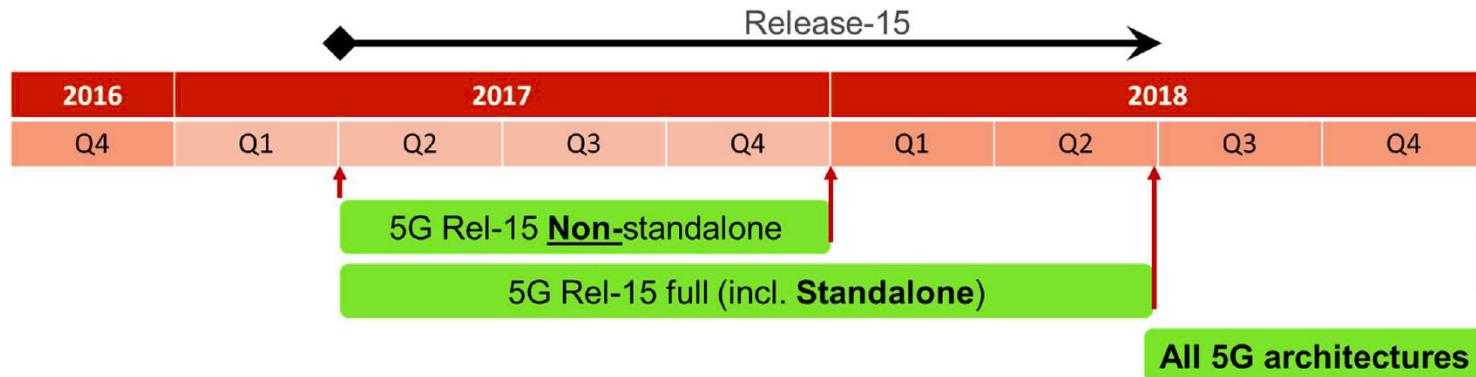 Release-15
2016 2017 2018
Q4 Q1 Q2 Q3 Q4 Q1 Q2 Q3 Q4
5G Rel-15 Non-standalone
5G Rel-15 full (incl. Standalone)
All 5G architectures